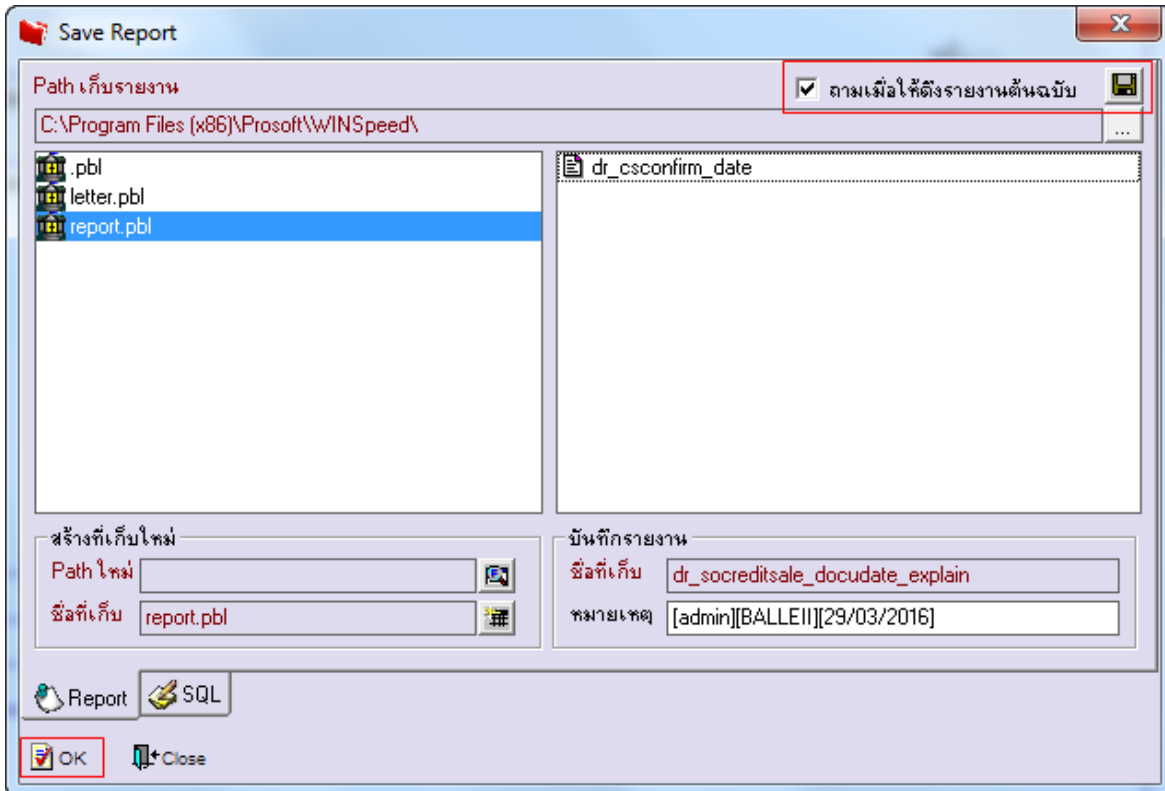 Save Report
Path เก็บรายงาน
ถามเมื่อให้ดึงรายงานต้นฉบับ
C:\Program Files (x86)\Prosoft\WINSpeed\
...
.pbl
letter.pbl
report.pbl
dr_csconfirm_date
สร้างที่เก็บใหม่
Path ใหม่
ชื่อที่เก็บ report.pbl
บันทึกรายงาน
ชื่อที่เก็บ dr_socreditsale_docudate_explain
หมายเหตุ [admin][BALLEII][29/03/2016]
Report SQL
OK Close